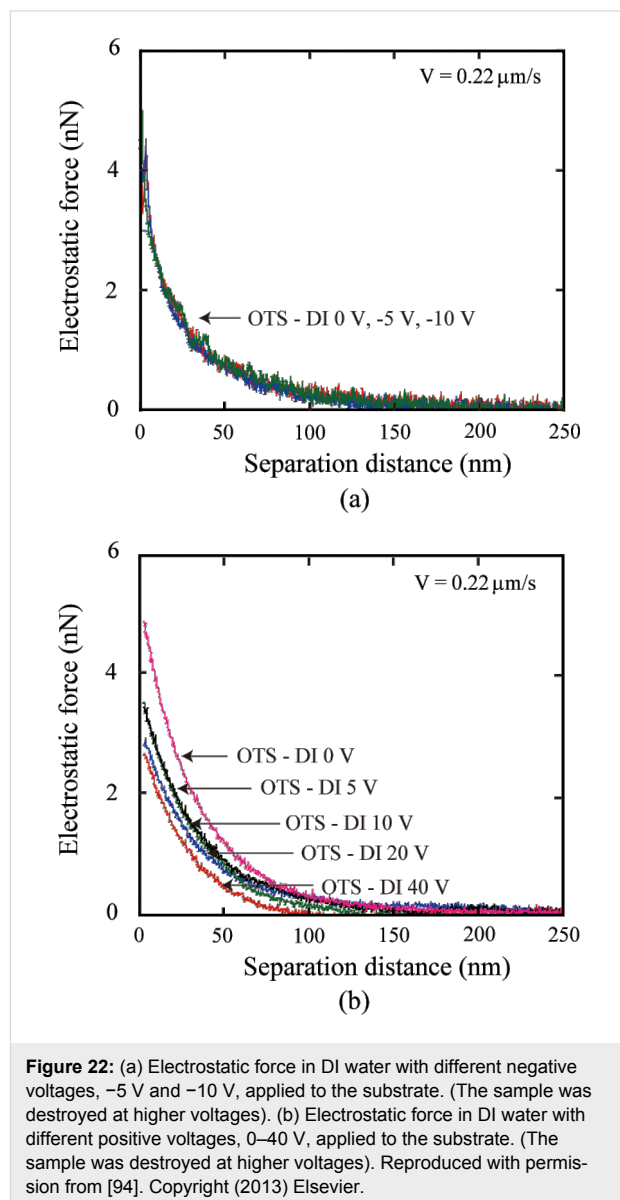 6
V = 0.22 μm/s
4
2
0
Electrostatic force (nN)
OTS - DI 0 V, -5 V, -10 V
0 50 100 150 200 250
Separation distance (nm)
(a)
6
V = 0.22 μm/s
4
2
0
Electrostatic force (nN)
OTS - DI 0 V
OTS - DI 5 V
OTS - DI 10 V
OTS - DI 20 V
OTS - DI 40 V
0 50 100 150 200 250
Separation distance (nm)
(b)
Figure 22: (a) Electrostatic force in DI water with different negative
voltages, −5 V and −10 V, applied to the substrate. (The sample was
destroyed at higher voltages). (b) Electrostatic force in DI water with
different positive voltages, 0–40 V, applied to the substrate. (The
sample was destroyed at higher voltages). Reproduced with permis-
sion from [94]. Copyright (2013) Elsevier.